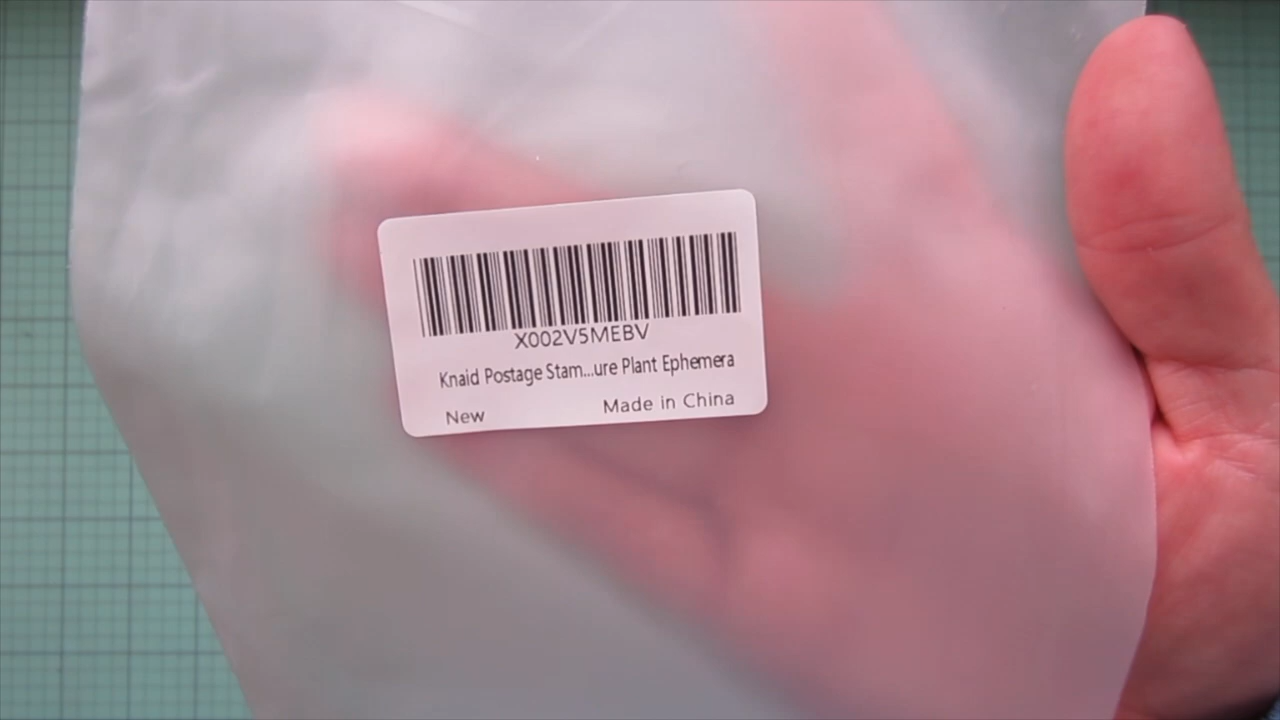 X002V5MEBV
Knaid Postage Stam...ure Plant Ephemera
New
Made in China